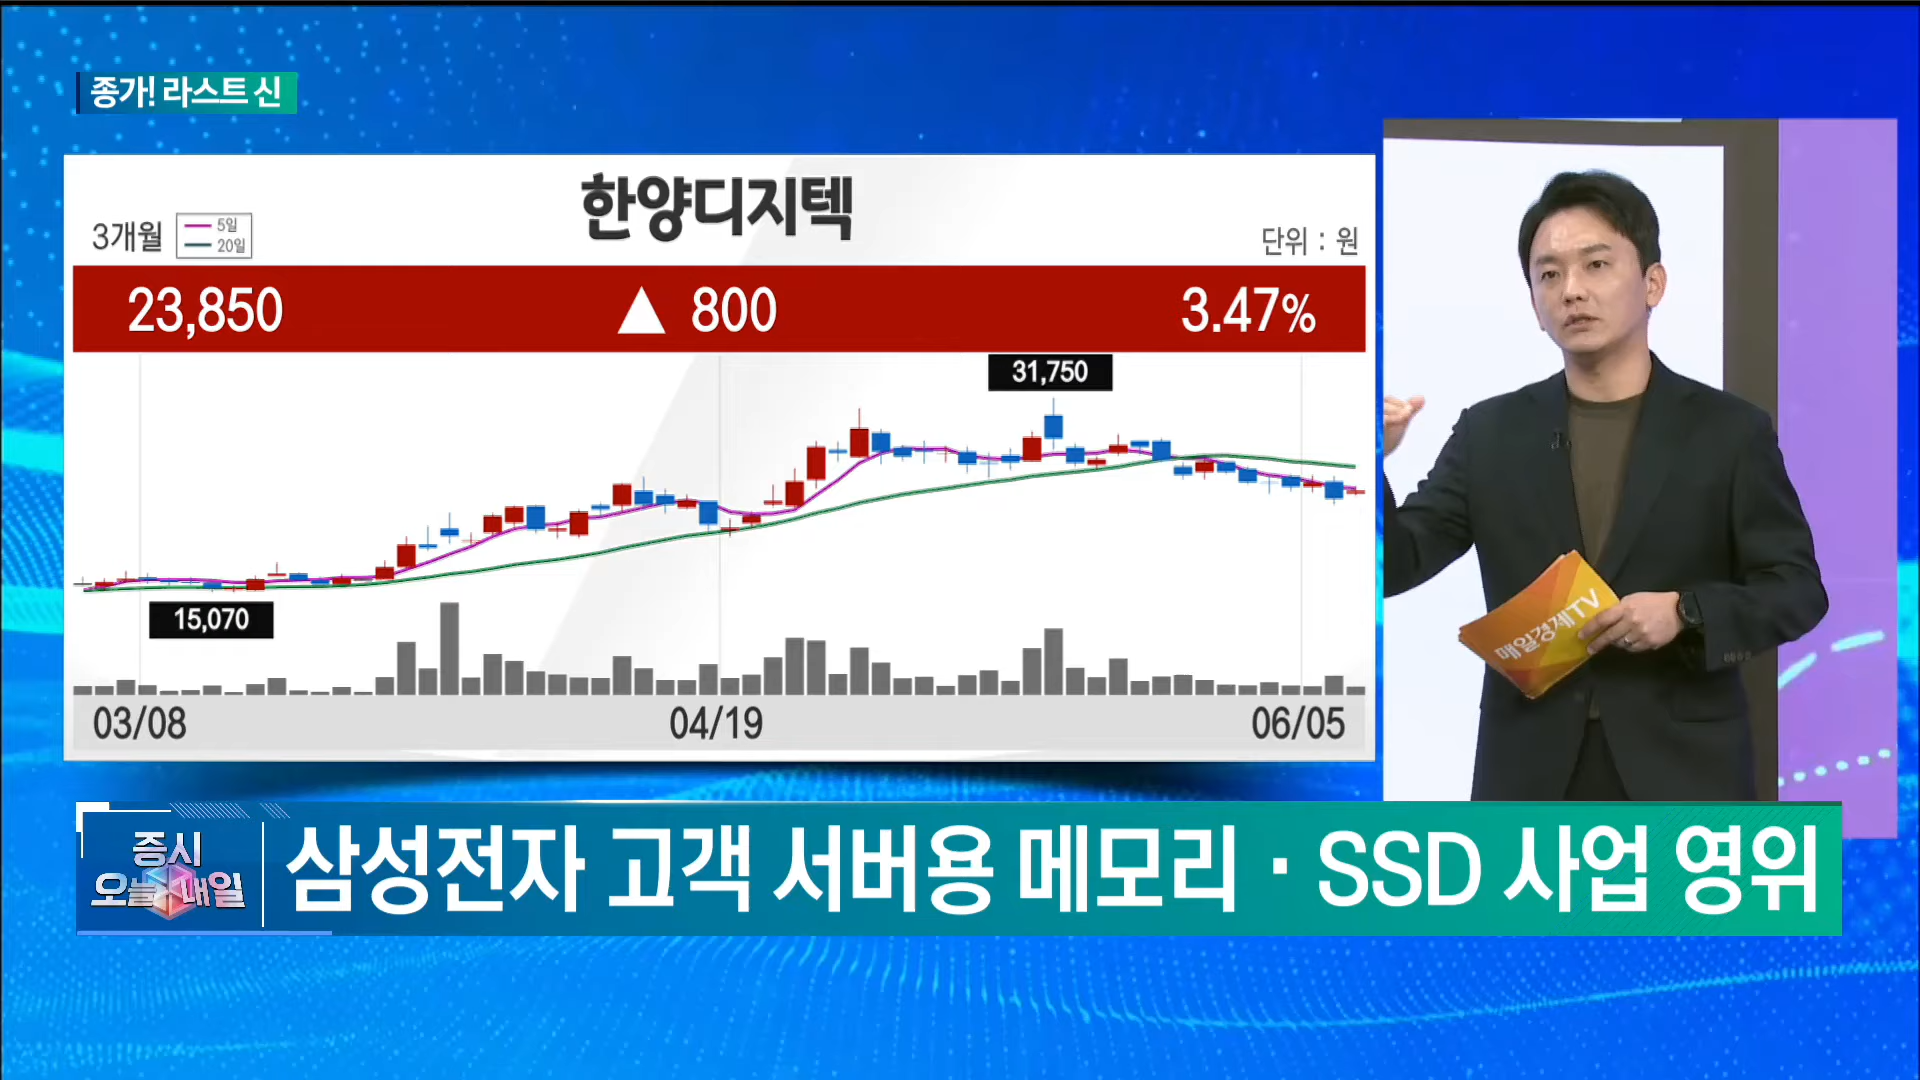 종가! 라스트 신
한양디지텍
3개월
5일
20일
단위 : 원
23,850 ▲ 800 3.47%
31,750
15,070
03/08 04/19 06/05
매일경제TV
증시
오늘 매일
삼성전자 고객 서버용 메모리·SSD 사업 영위